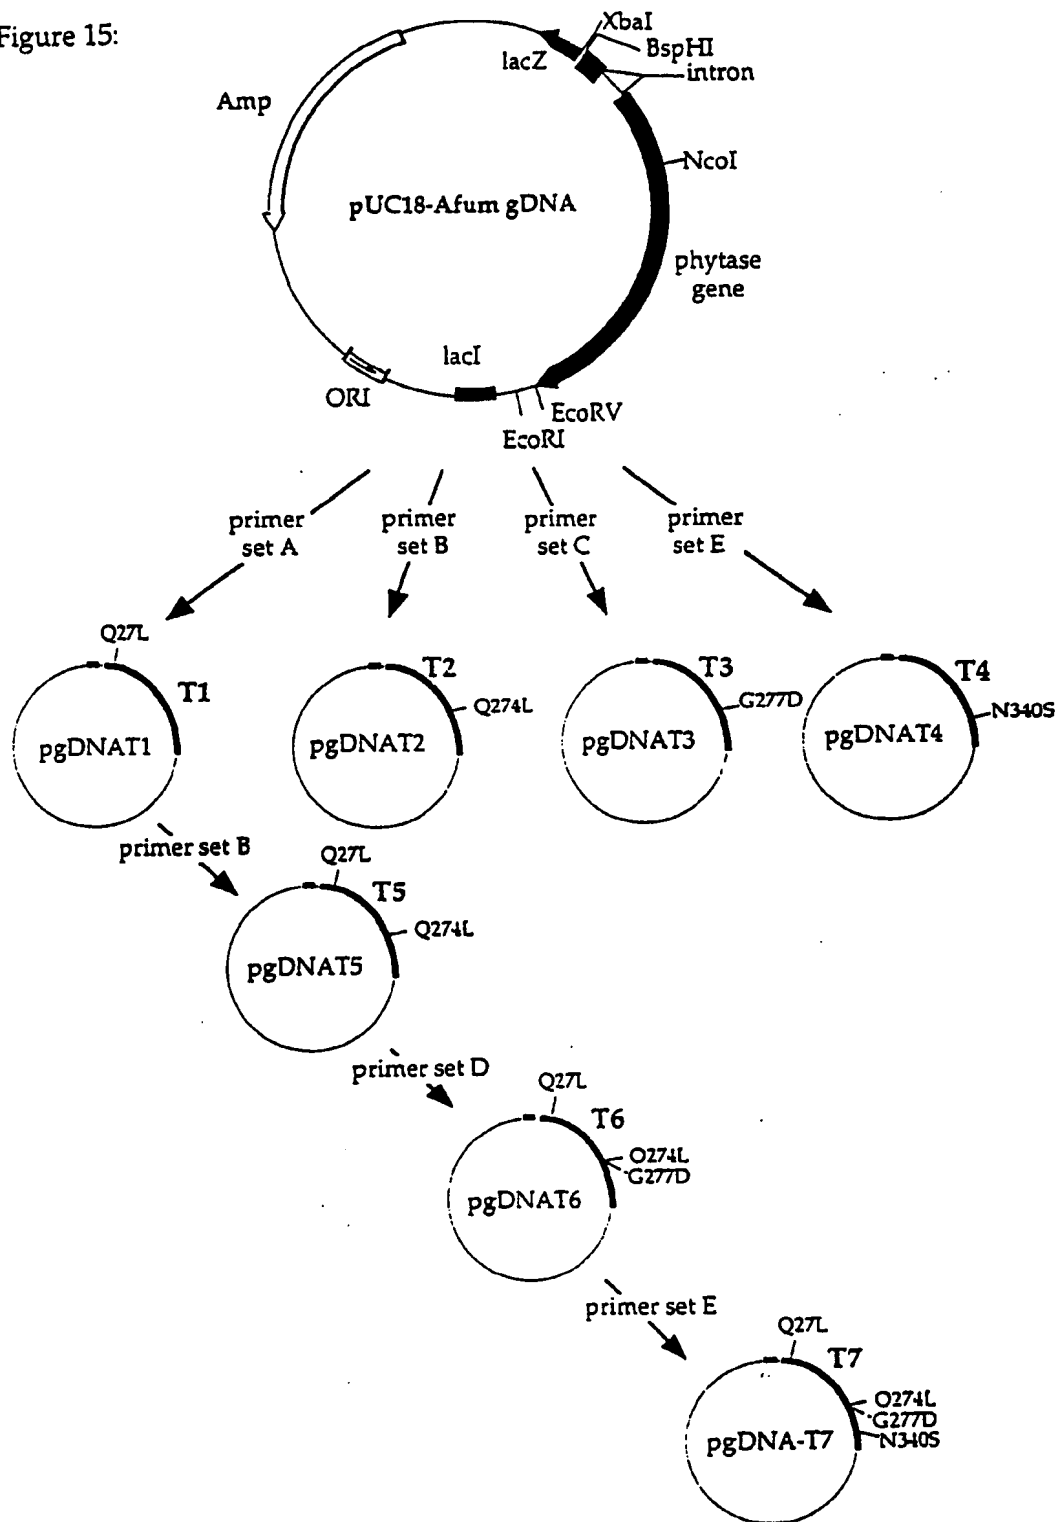 Figure 15:
XbaI
BspHI
intron
lacZ
Amp
NcoI
pUC18-Afum gDNA
phytase
gene
lacI
ORI
EcoRV
EcoRI
primer
set A
primer
set B
primer
set C
primer
set E
Q27L
T1
pgDNAT1
T2
Q274L
pgDNAT2
T3
G277D
pgDNAT3
T4
N340S
pgDNAT4
primer set B
Q27L
T5
Q274L
pgDNAT5
primer set D
Q27L
T6
O274L
G277D
pgDNAT6
primer set E
Q27L
T7
O274L
G277D
N340S
pgDNA-T7